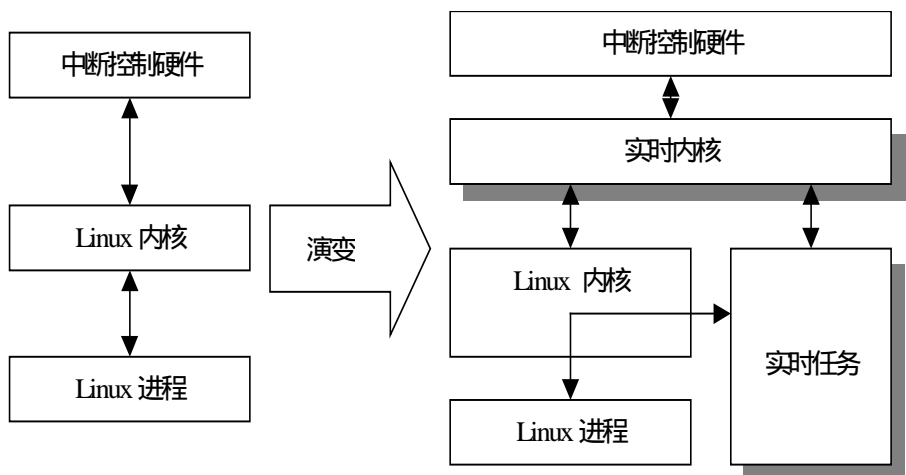 中断控制硬件
Linux 内核
Linux 进程
演变
中断控制硬件
实时内核
Linux 内核
实时任务
Linux 进程